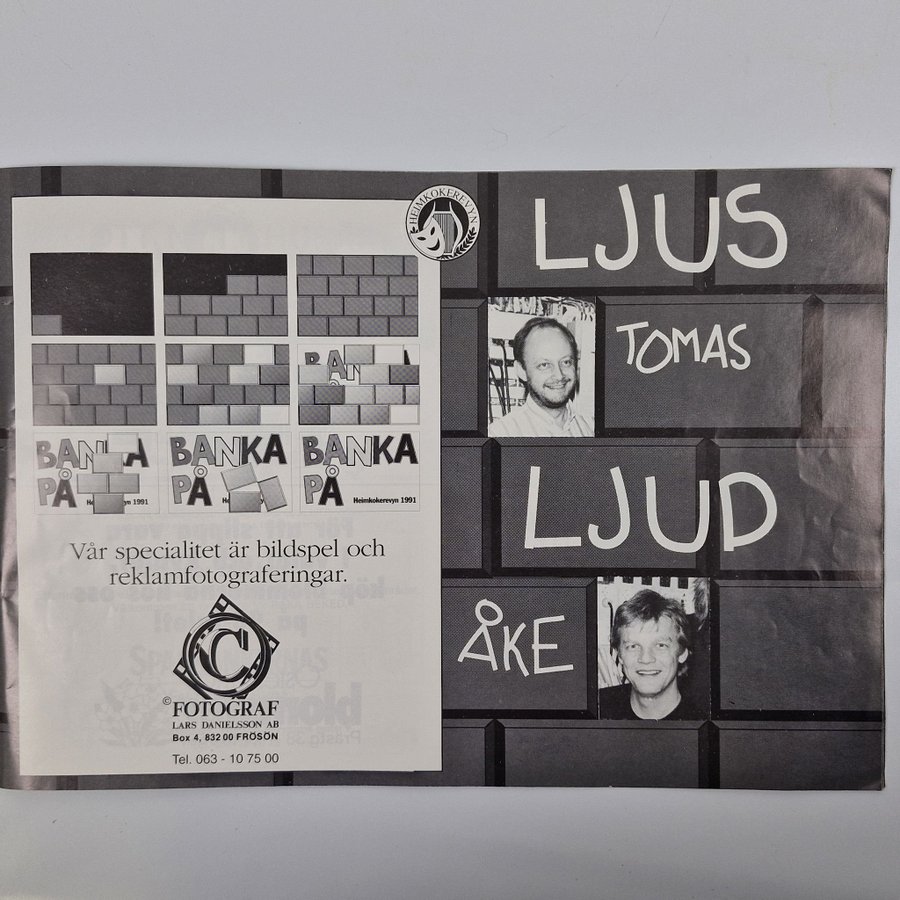 HEIMKOKEREVYN
BAN
BANKA
PÅ
Heimkokerevyn 1991
BANKA
PÅ
BANKA
PÅ
Heimkokerevyn 1991
Vår specialitet är bildspel och
reklamfotograferingar.
C
© FOTOGRAF
LARS DANIELSSON AB
Box 4, 832 00 FRÖSÖN
Tel. 063 - 10 75 00
LJUS
TOMAS
LJUD
ÅKE